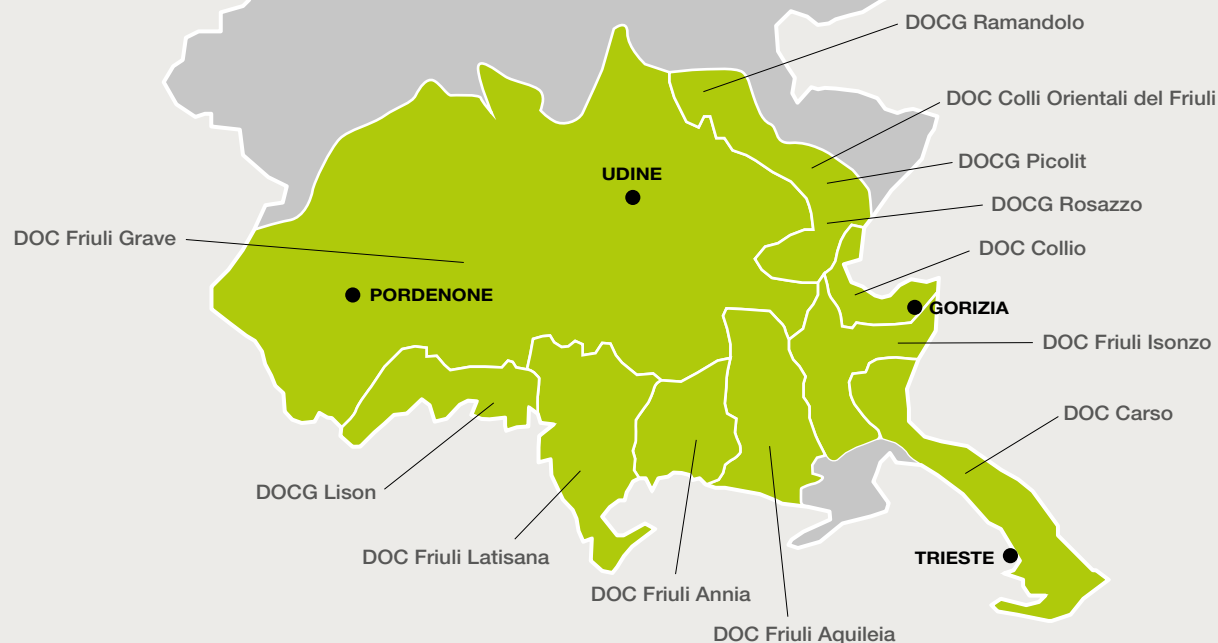 DOCG Ramandolo
DOC Colli Orientali del Friuli
DOCG Picolit
UDINE
DOCG Rosazzo
DOC Friuli Grave
DOC Collio
PORDENONE
GORIZIA
DOC Friuli Isonzo
DOC Carso
DOCG Lison
DOC Friuli Latisana
TRIESTE
DOC Friuli Annia
DOC Friuli Aquileia